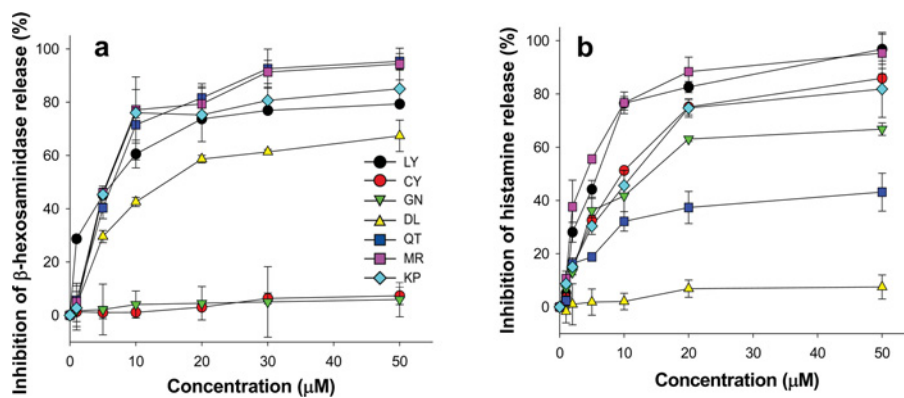 a
Inhibition of β-hexosaminidase release (%)
100
80
60
40
20
0
LY
CY
GN
DL
QT
MR
KP
0 10 20 30 40 50
Concentration (μM)
b
Inhibition of histamine release (%)
100
80
60
40
20
0
0 10 20 30 40 50
Concentration (μM)